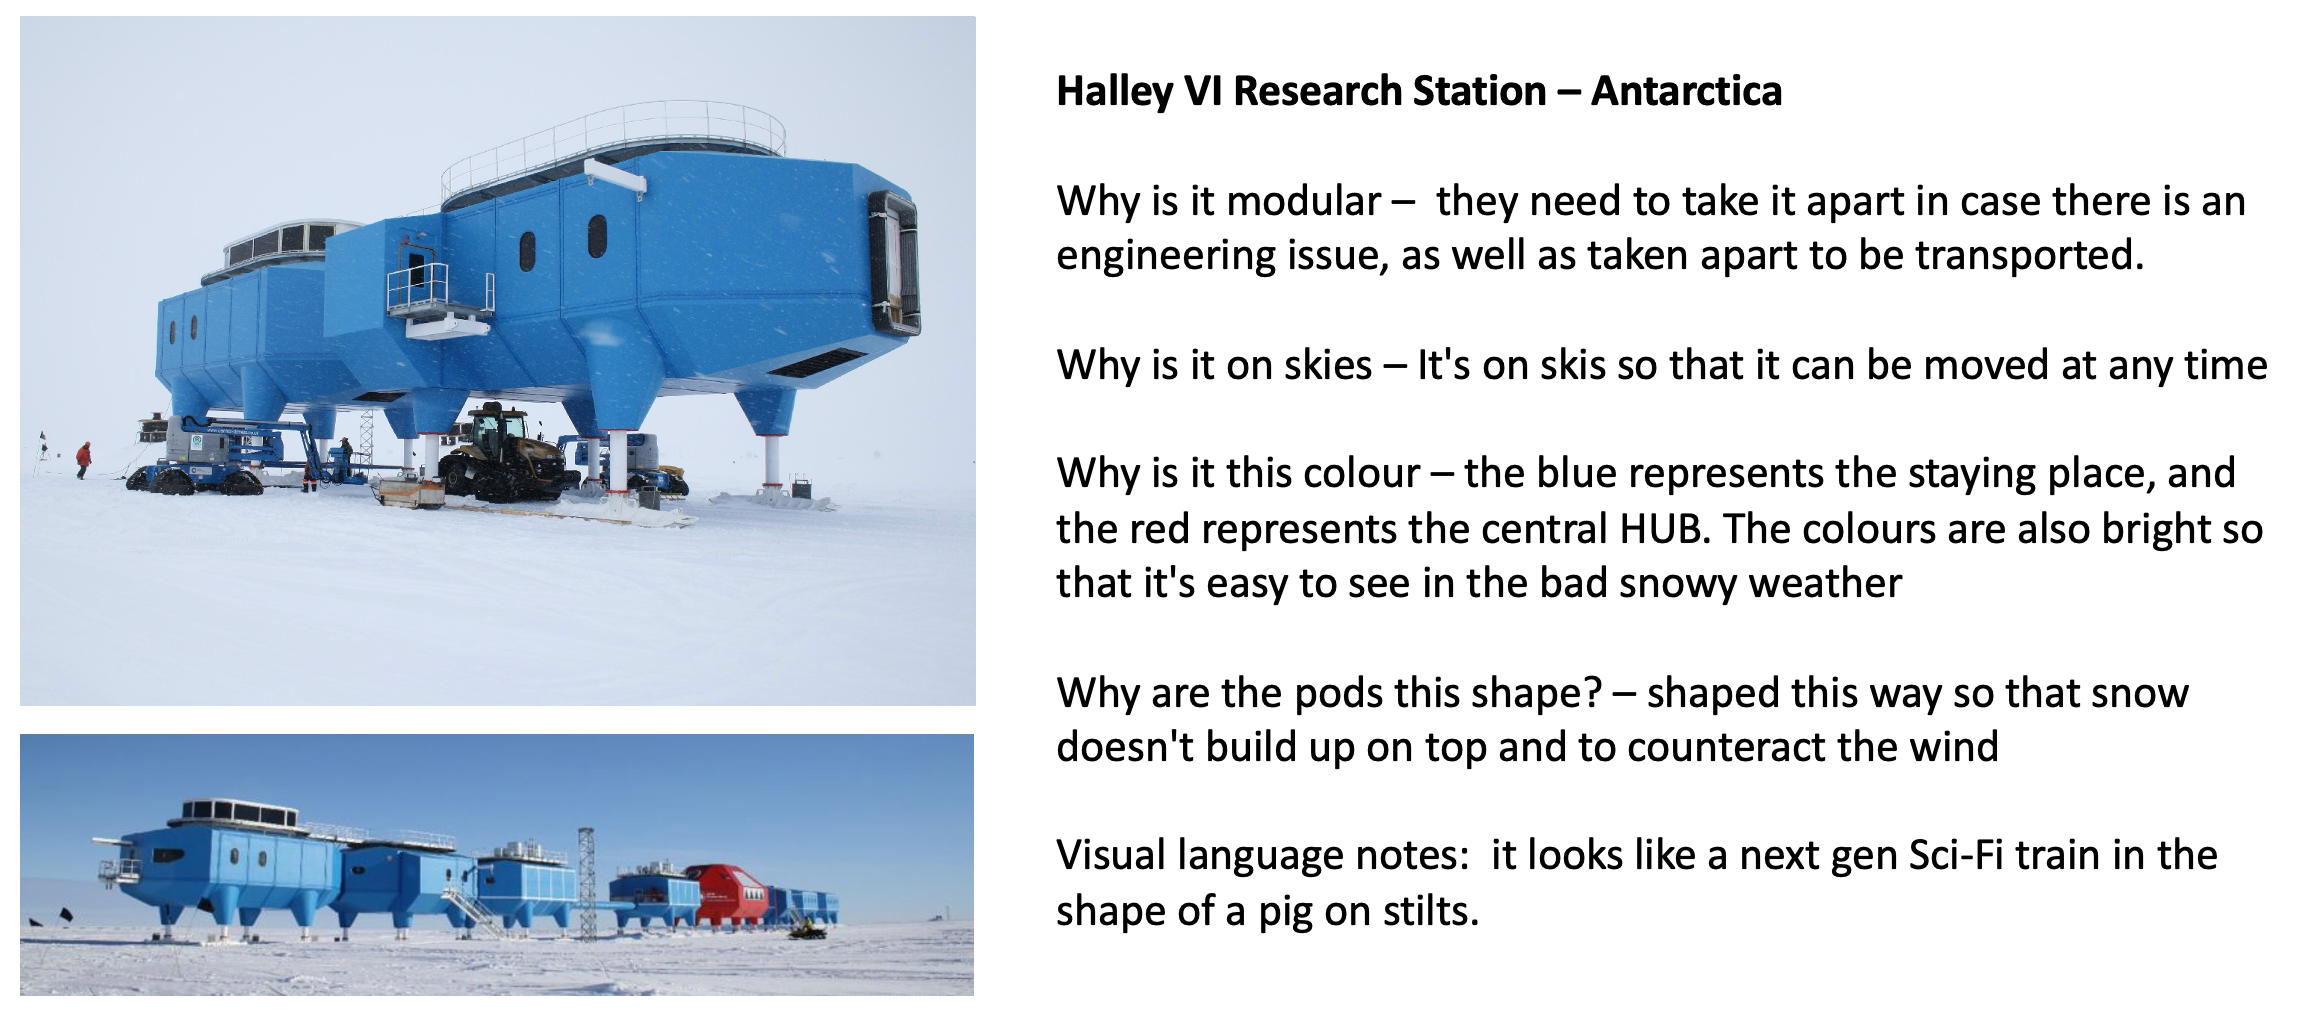 Halley VI Research Station – Antarctica
Why is it modular –  they need to take it apart in case there is an
engineering issue, as well as taken apart to be transported.
Why is it on skies – It's on skis so that it can be moved at any time
Why is it this colour – the blue represents the staying place, and
the red represents the central HUB. The colours are also bright so
that it's easy to see in the bad snowy weather
Why are the pods this shape? – shaped this way so that snow
doesn't build up on top and to counteract the wind
Visual language notes:  it looks like a next gen Sci-Fi train in the
shape of a pig on stilts.